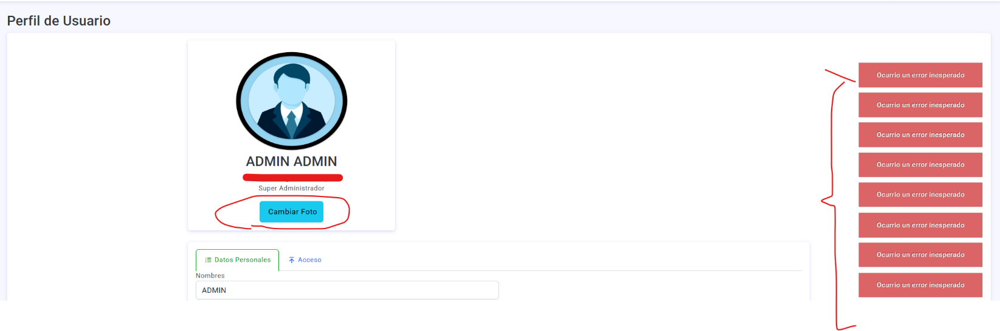 Perfil de Usuario
ADMIN ADMIN
Super Administrador
Cambiar Foto
Datos Personales
Acceso
Nombres
ADMIN
Ocurrio un error inesperado
Ocurrio un error inesperado
Ocurrio un error inesperado
Ocurrio un error inesperado
Ocurrio un error inesperado
Ocurrio un error inesperado
Ocurrio un error inesperado
Ocurrio un error inesperado